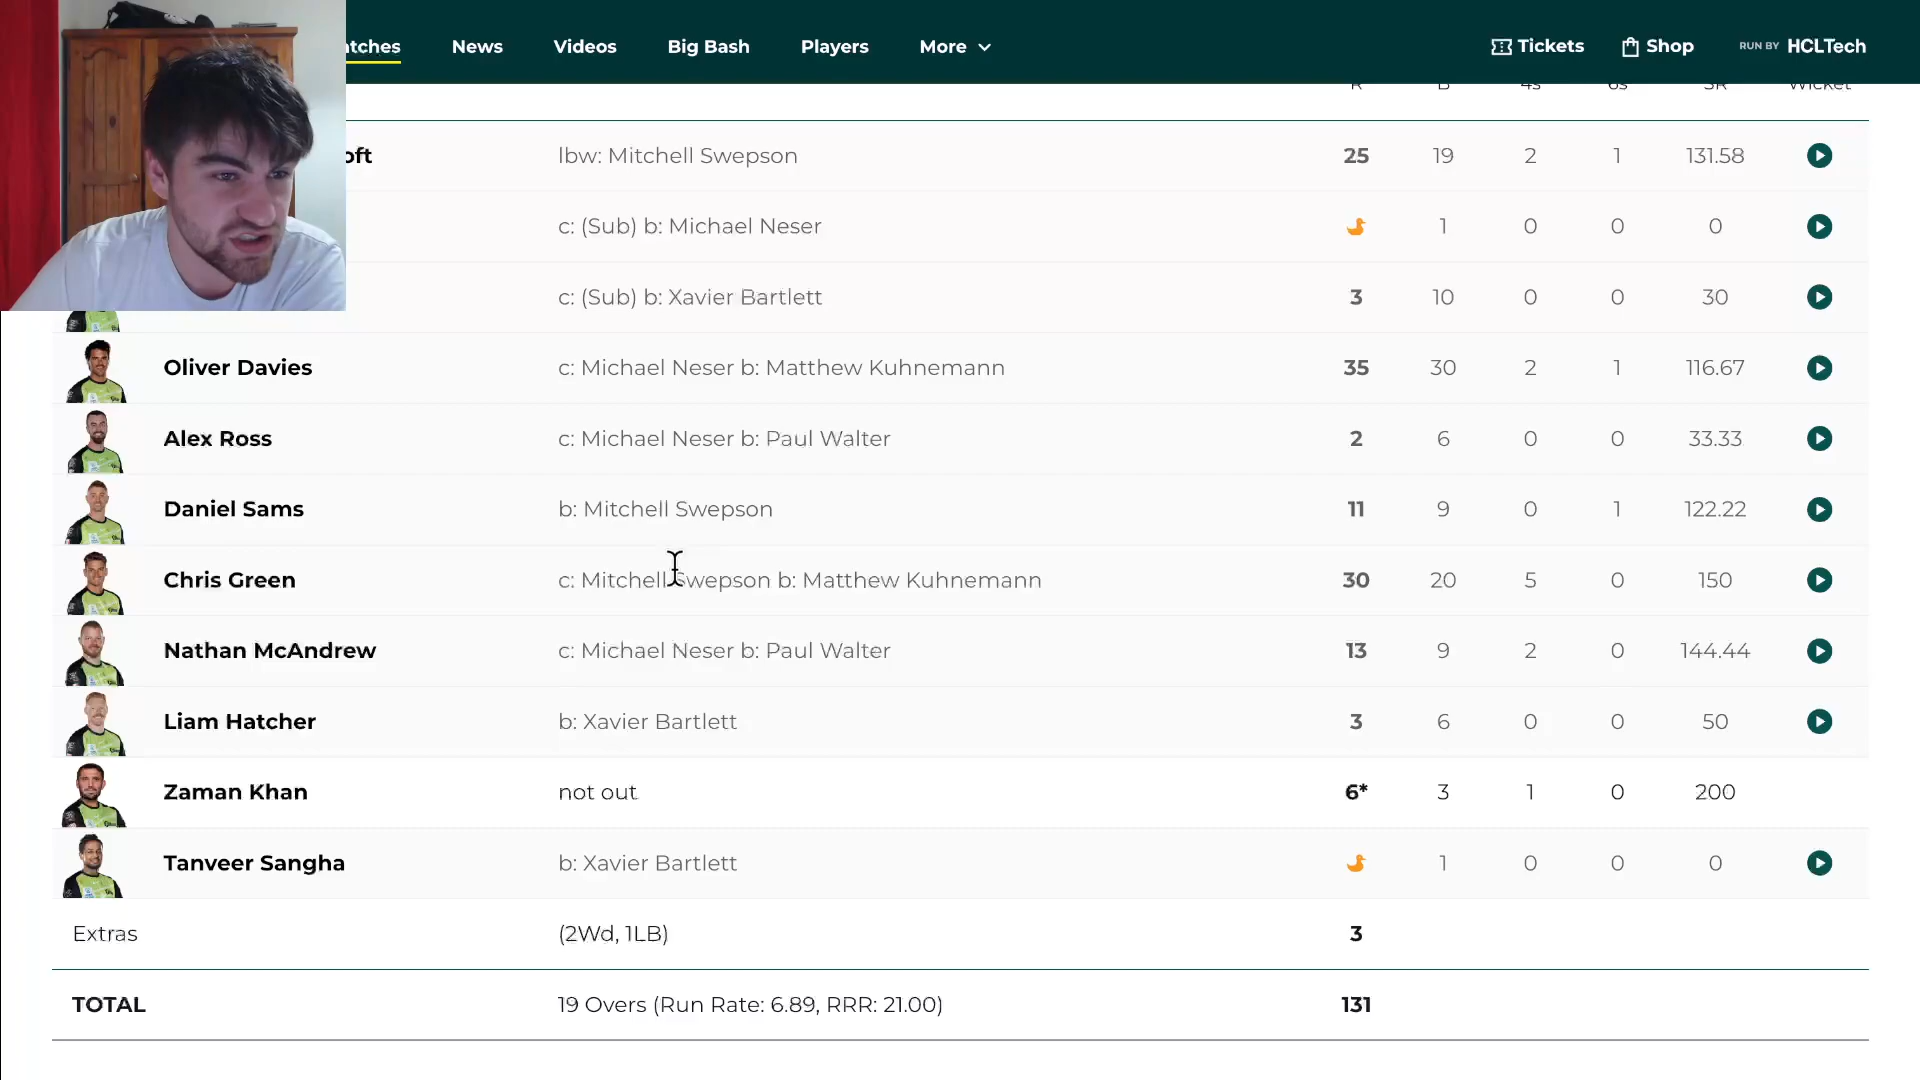 atches News Videos Big Bash Players More Tickets Shop RUN BY HCLTech
R B 4s 6s SR Wicket
oft lbw: Mitchell Swepson 25 19 2 1 131.58
c: (Sub) b: Michael Neser 1 0 0 0
c: (Sub) b: Xavier Bartlett 3 10 0 0 30
Oliver Davies c: Michael Neser b: Matthew Kuhnemann 35 30 2 1 116.67
Alex Ross c: Michael Neser b: Paul Walter 2 6 0 0 33.33
Daniel Sams b: Mitchell Swepson 11 9 0 1 122.22
Chris Green c: Mitchell Swepson b: Matthew Kuhnemann 30 20 5 0 150
Nathan McAndrew c: Michael Neser b: Paul Walter 13 9 2 0 144.44
Liam Hatcher b: Xavier Bartlett 3 6 0 0 50
Zaman Khan not out 6* 3 1 0 200
Tanveer Sangha b: Xavier Bartlett 1 0 0 0
Extras (2Wd, 1LB) 3
TOTAL 19 Overs (Run Rate: 6.89, RRR: 21.00) 131